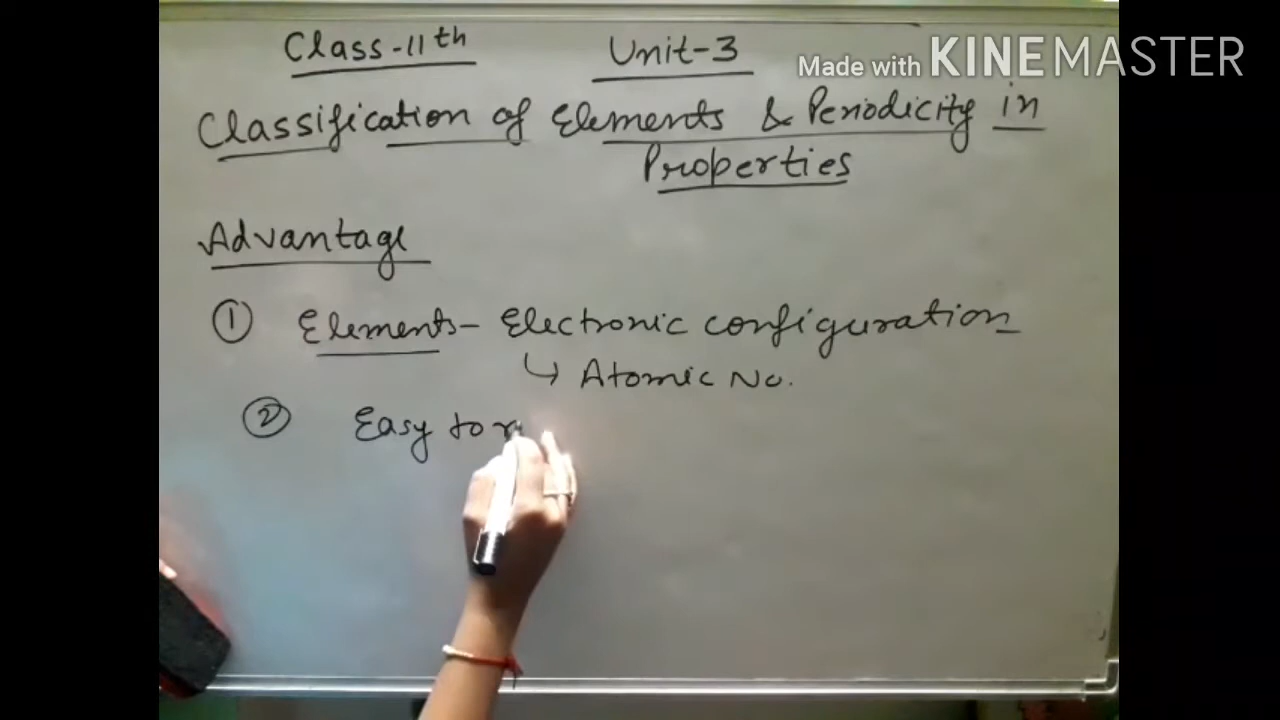 Class-11th Unit-3
Made with KINEMASTER
Classification of Elements & Periodicity in
Properties
Advantage
① Elements- Electronic configuration
↳ Atomic No.
② Easy to r